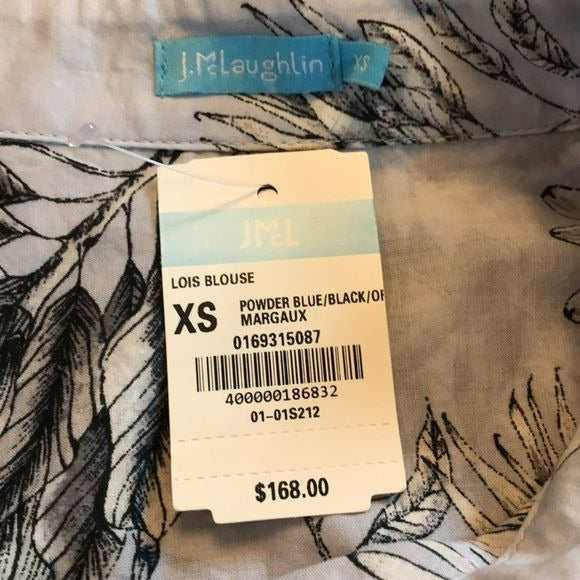 J.McLaughlin XS
JMcL
LOIS BLOUSE
XS POWDER BLUE/BLACK/OF
MARGAUX
0169315087
400000186832
01-01S212
$168.00